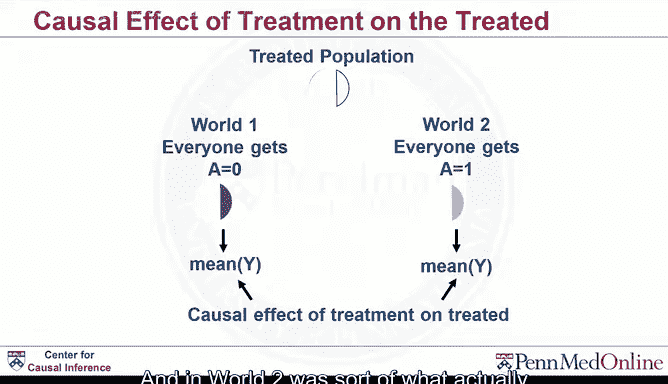 Causal Effect of Treatment on the Treated
Treated Population
World 1
Everyone gets
A=0
World 2
Everyone gets
A=1
mean(Y)
mean(Y)
Causal effect of treatment on treated
Center for
Causal Inference
PennMedOnline
And in World 2 was sort of what actually